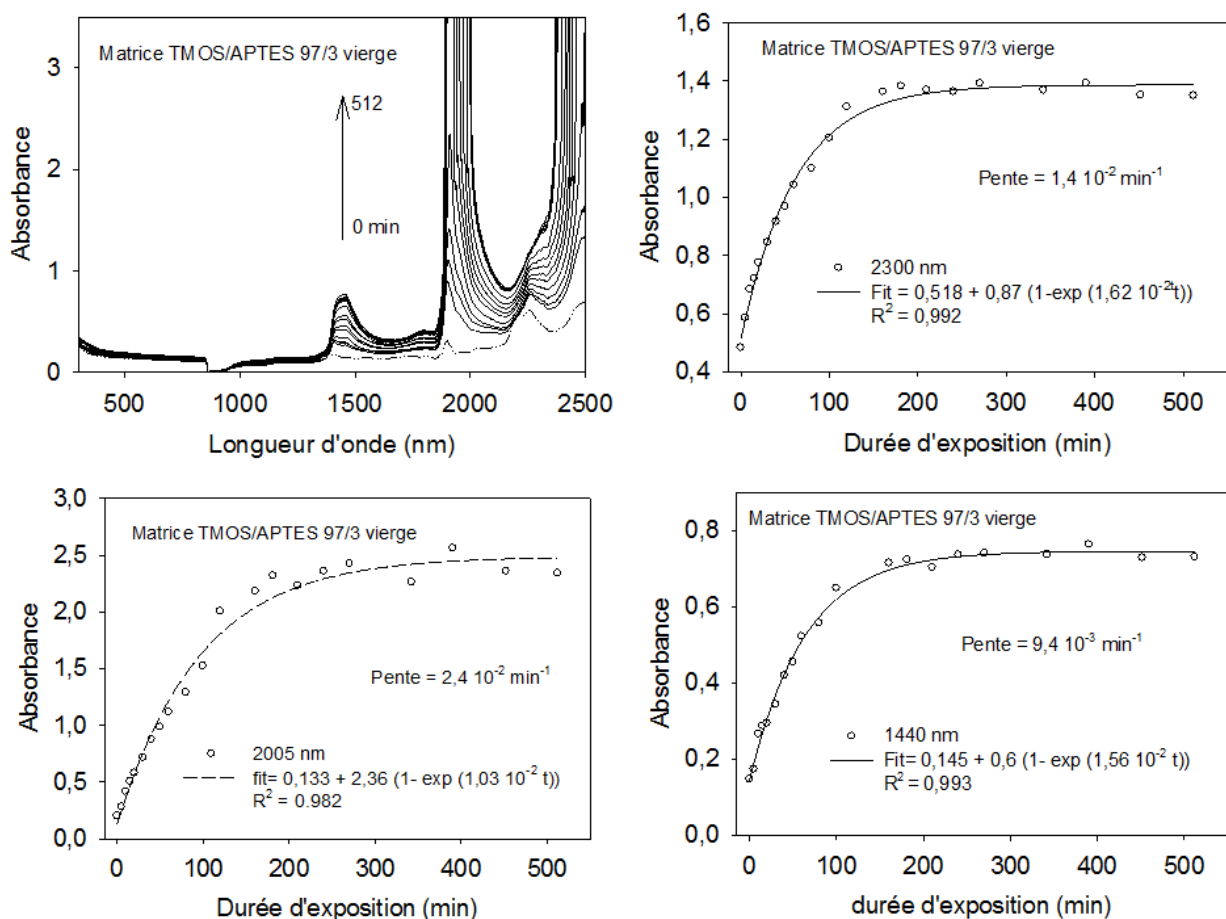 Matrice TMOS/APTES 97/3 vierge
512
0 min
Absorbance
3
2
1
0
500
1000
1500
2000
2500
Longueur d'onde (nm)
Matrice TMOS/APTES 97/3 vierge
Pente = 1,4 10-2 min-1
2300 nm
Fit = 0,518 + 0,87 (1-exp (1,62 10-2t))
R2 = 0,992
Absorbance
1,6
1,4
1,2
1,0
0,8
0,6
0,4
0
100
200
300
400
500
Durée d'exposition (min)
Matrice TMOS/APTES 97/3 vierge
Pente = 2,4 10-2 min-1
2005 nm
fit= 0,133 + 2,36 (1- exp (1,03 10-2 t))
R2 = 0.982
Absorbance
3,0
2,5
2,0
1,5
1,0
0,5
0,0
0
100
200
300
400
500
Durée d'exposition (min)
Matrice TMOS/APTES 97/3 vierge
Pente = 9,4 10-3 min-1
1440 nm
Fit= 0,145 + 0,6 (1- exp (1,56 10-2 t))
R2 = 0,993
Absorbance
0,8
0,6
0,4
0,2
0,0
0
100
200
300
400
500
durée d'exposition (min)